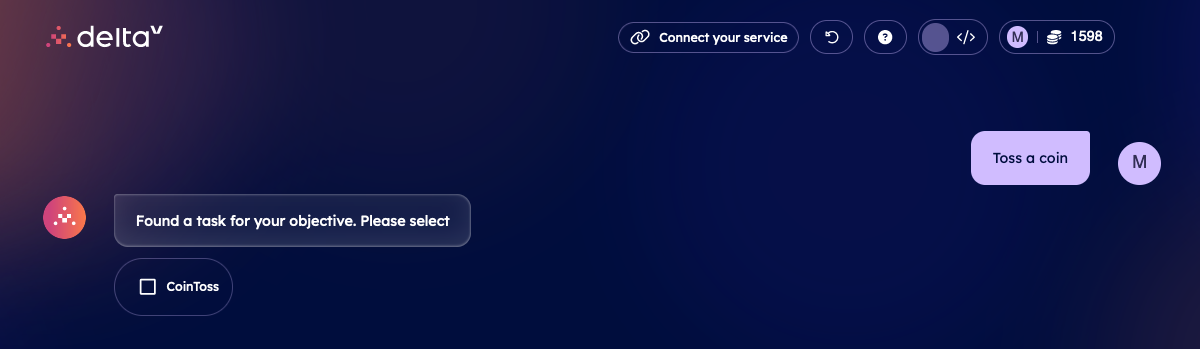 deltaV
Connect your service
?
</>
M
1598
Toss a coin
M
Found a task for your objective. Please select
CoinToss